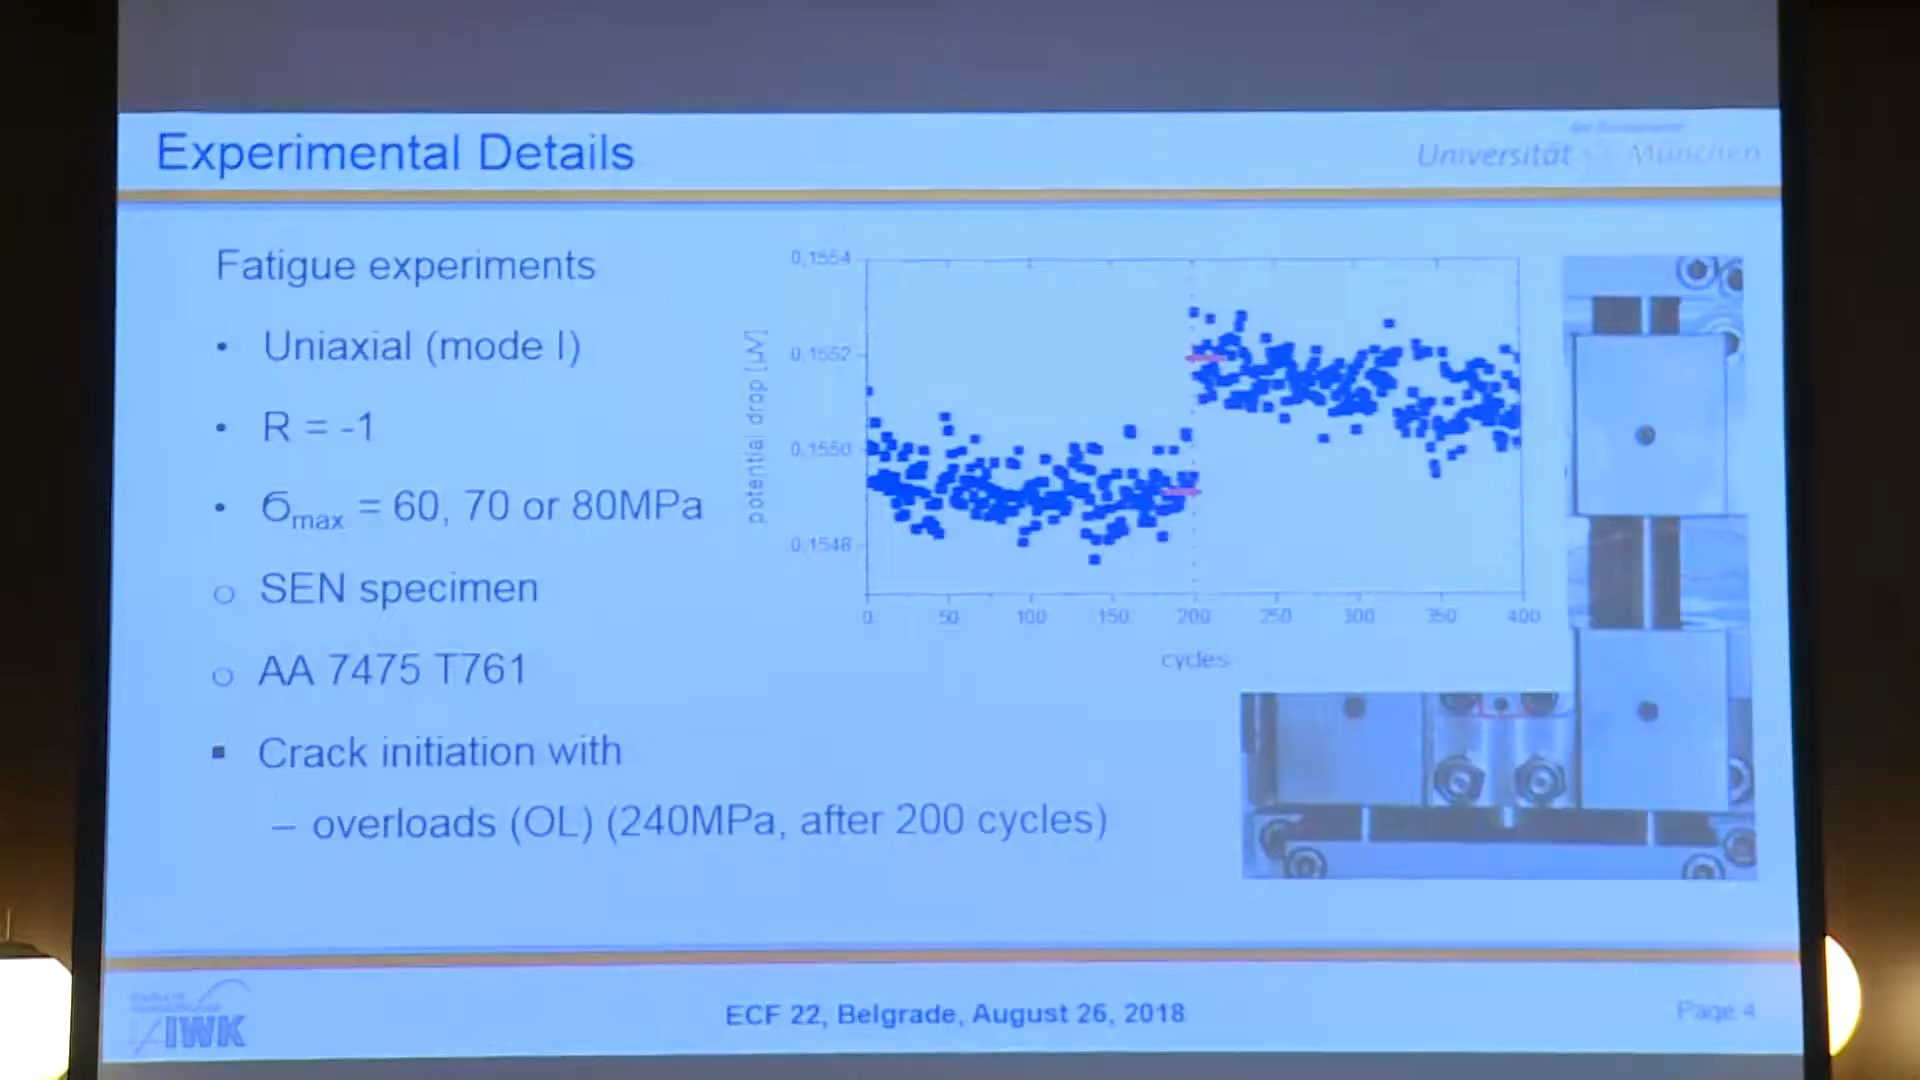 Experimental Details
Universität München
Fatigue experiments
• Uniaxial (mode I)
• R = -1
• σmax = 60, 70 or 80MPa
○ SEN specimen
○ AA 7475 T761
▪ Crack initiation with
– overloads (OL) (240MPa, after 200 cycles)
potential drop [µV]
0,1554
0,1552
0,1550
0,1548
0 50 100 150 200 250 300 350 400
cycles
IWK
ECF 22, Belgrade, August 26, 2018
Page 4